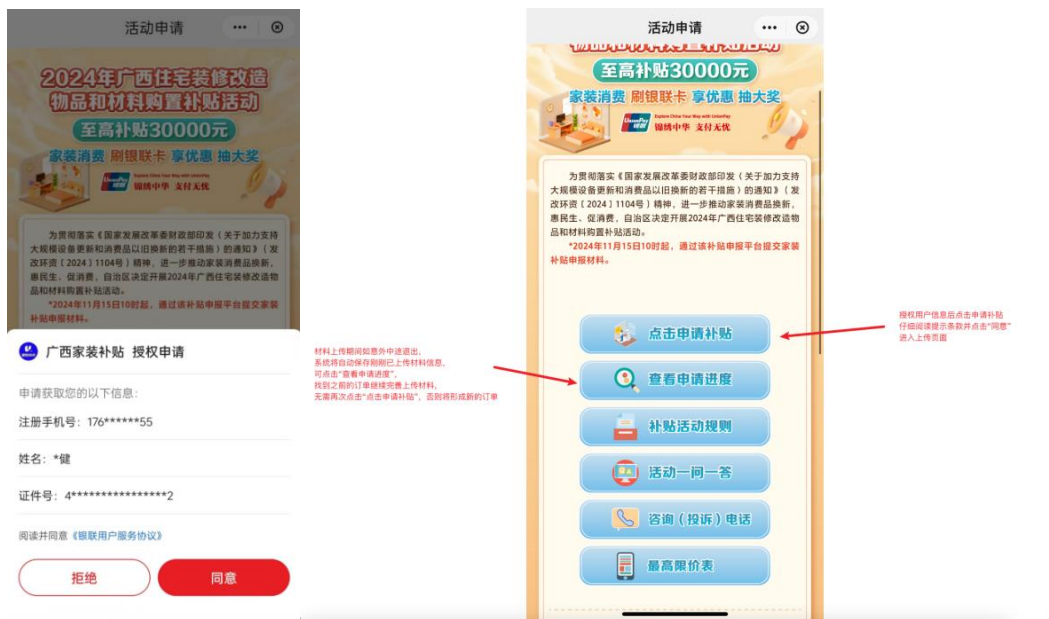 活动申请
2024年广西住宅装修改造
物品和材料购置补贴活动
至高补贴30000元
家装消费 刷银联卡 享优惠 抽大奖
UnionPay
银联
锦绣中华 支付无忧
为贯彻落实《国家发展改革委财政部印发〈关于加力支持
大规模设备更新和消费品以旧换新的若干措施〉的通知》（发
改环资〔2024〕1104号）精神，进一步推动家装消费品换新，
惠民生、促消费，自治区决定开展2024年广西住宅装修改造物
品和材料购置补贴活动。
*2024年11月15日10时起，通过该补贴申报平台提交家装
补贴申报材料。
广西家装补贴 授权申请
申请获取您的以下信息：
注册手机号：176******55
姓名：*健
证件号：4****************2
阅读并同意《银联用户服务协议》
拒绝
同意
材料上传期间如意外中途退出，
系统将自动保存刚刚已上传材料信息，
可点击“查看申请进度”，
找到之前的订单继续完善上传材料，
无需再次点击“点击申请补贴”，否则将形成新的订单
活动申请
物品和材料购置补贴活动
至高补贴30000元
家装消费 刷银联卡 享优惠 抽大奖
UnionPay
银联
Explore China Your Way with UnionPay
锦绣中华 支付无忧
为贯彻落实《国家发展改革委财政部印发〈关于加力支持
大规模设备更新和消费品以旧换新的若干措施〉的通知》（发
改环资〔2024〕1104号）精神，进一步推动家装消费品换新，
惠民生、促消费，自治区决定开展2024年广西住宅装修改造物
品和材料购置补贴活动。
*2024年11月15日10时起，通过该补贴申报平台提交家装
补贴申报材料。
点击申请补贴
查看申请进度
补贴活动规则
活动一问一答
咨询（投诉）电话
最高限价表
授权用户信息后点击申请补贴
仔细阅读提示条款并点击“同意”
进入上传页面